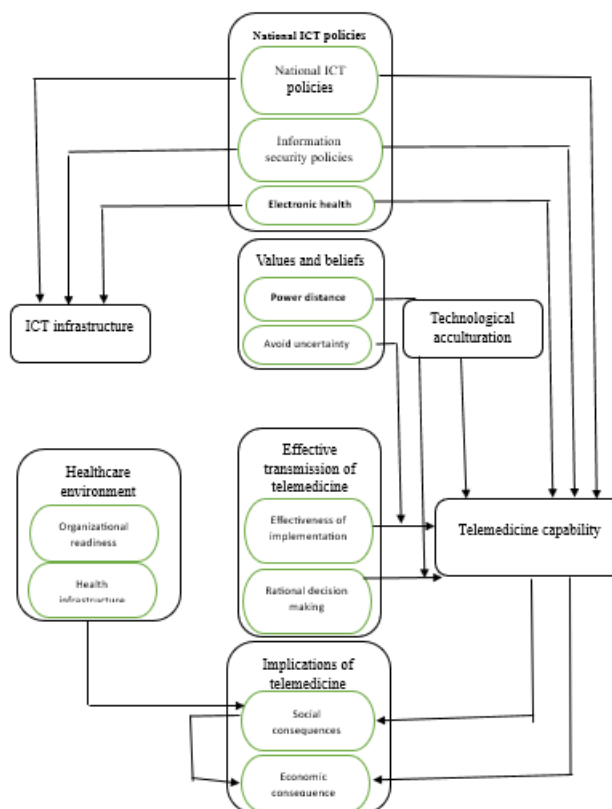 National ICT policies
National ICT
policies
Information
security policies
Electronic health
Values and beliefs
Power distance
Avoid uncertainty
ICT infrastructure
Technological
acculturation
Healthcare
environment
Organizational
readiness
Health
infrastructure
Effective
transmission of
telemedicine
Effectiveness of
implementation
Rational decision
making
Telemedicine capability
Implications of
telemedicine
Social
consequences
Economic
consequence